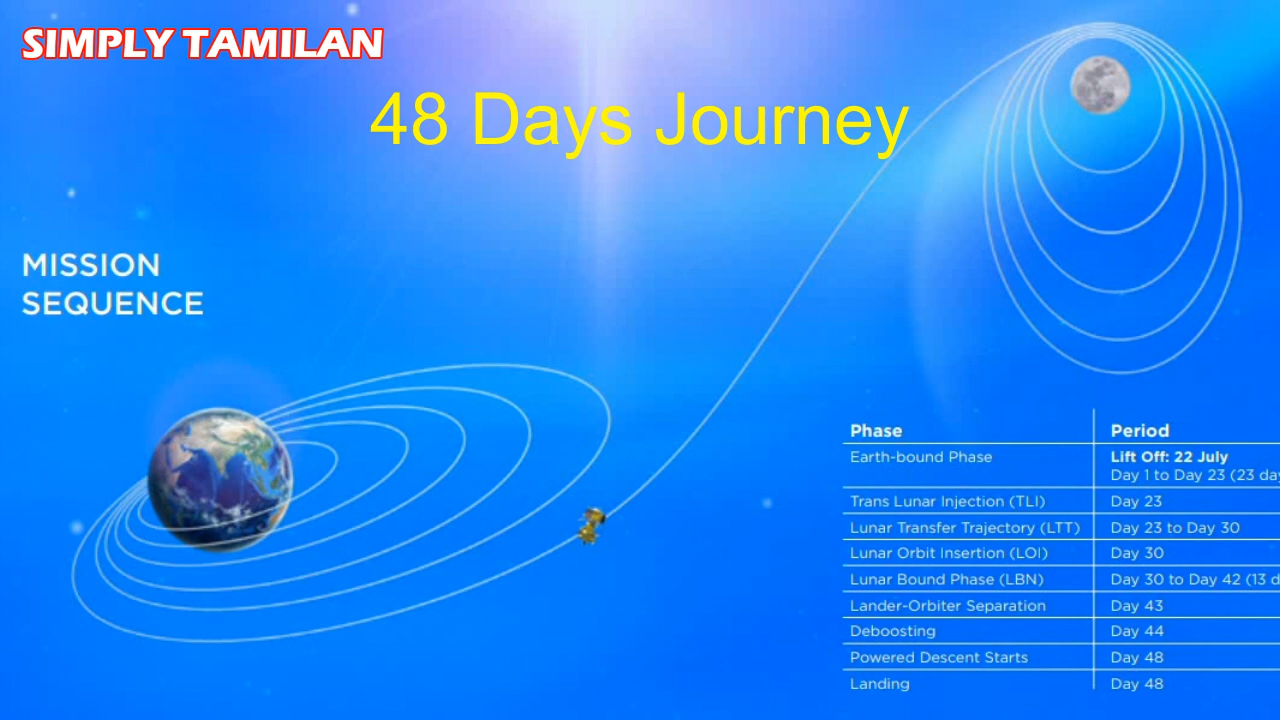 SIMPLY TAMILAN
48 Days Journey
MISSION
SEQUENCE
Phase Period
Earth-bound Phase Lift Off: 22 July
Day 1 to Day 23 (23
Trans Lunar Injection (TLI) Day 23
Lunar Transfer Trajectory (LTT) Day 23 to Day 30
Lunar Orbit Insertion (LOI) Day 30
Lunar Bound Phase (LBN) Day 30 to Day 42 (13
Lander-Orbiter Separation Day 43
Deboosting Day 44
Powered Descent Starts Day 48
Landing Day 48